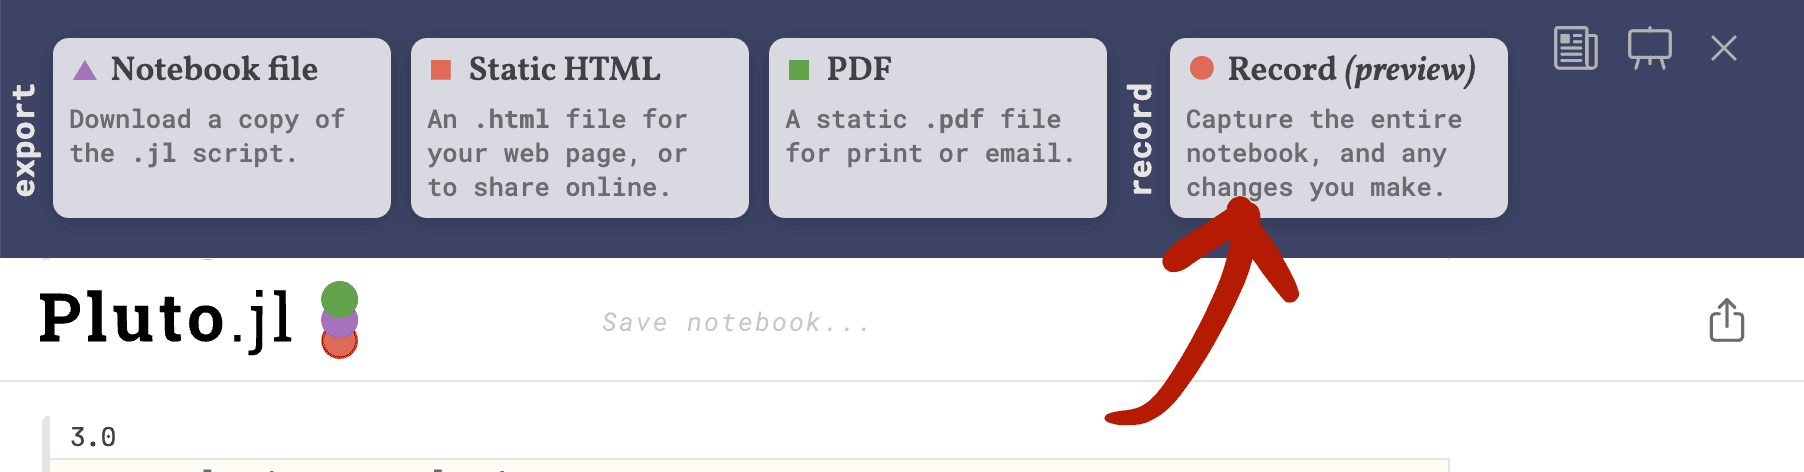 export
Notebook file
Download a copy of
the .jl script.
Static HTML
An .html file for
your web page, or
to share online.
PDF
A static .pdf file
for print or email.
record
Record (preview)
Capture the entire
notebook, and any
changes you make.
Pluto.jl
Save notebook...
3.0